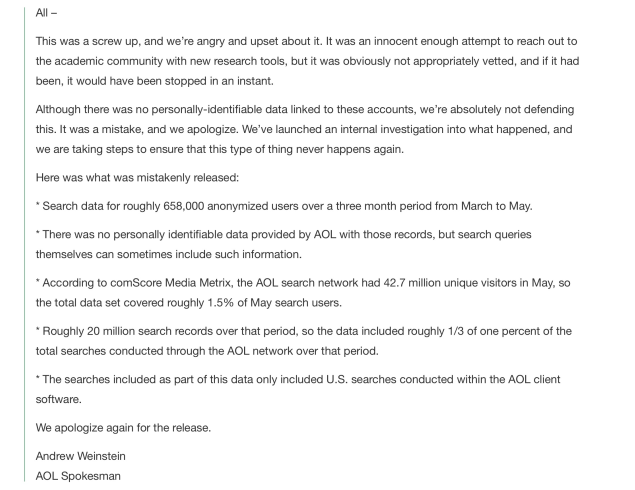 All –
This was a screw up, and we're angry and upset about it. It was an innocent enough attempt to reach out to
the academic community with new research tools, but it was obviously not appropriately vetted, and if it had
been, it would have been stopped in an instant.
Although there was no personally-identifiable data linked to these accounts, we're absolutely not defending
this. It was a mistake, and we apologize. We've launched an internal investigation into what happened, and
we are taking steps to ensure that this type of thing never happens again.
Here was what was mistakenly released:
* Search data for roughly 658,000 anonymized users over a three month period from March to May.
* There was no personally identifiable data provided by AOL with those records, but search queries
themselves can sometimes include such information.
* According to comScore Media Metrix, the AOL search network had 42.7 million unique visitors in May, so
the total data set covered roughly 1.5% of May search users.
* Roughly 20 million search records over that period, so the data included roughly 1/3 of one percent of the
total searches conducted through the AOL network over that period.
* The searches included as part of this data only included U.S. searches conducted within the AOL client
software.
We apologize again for the release.
Andrew Weinstein
AOL Spokesman